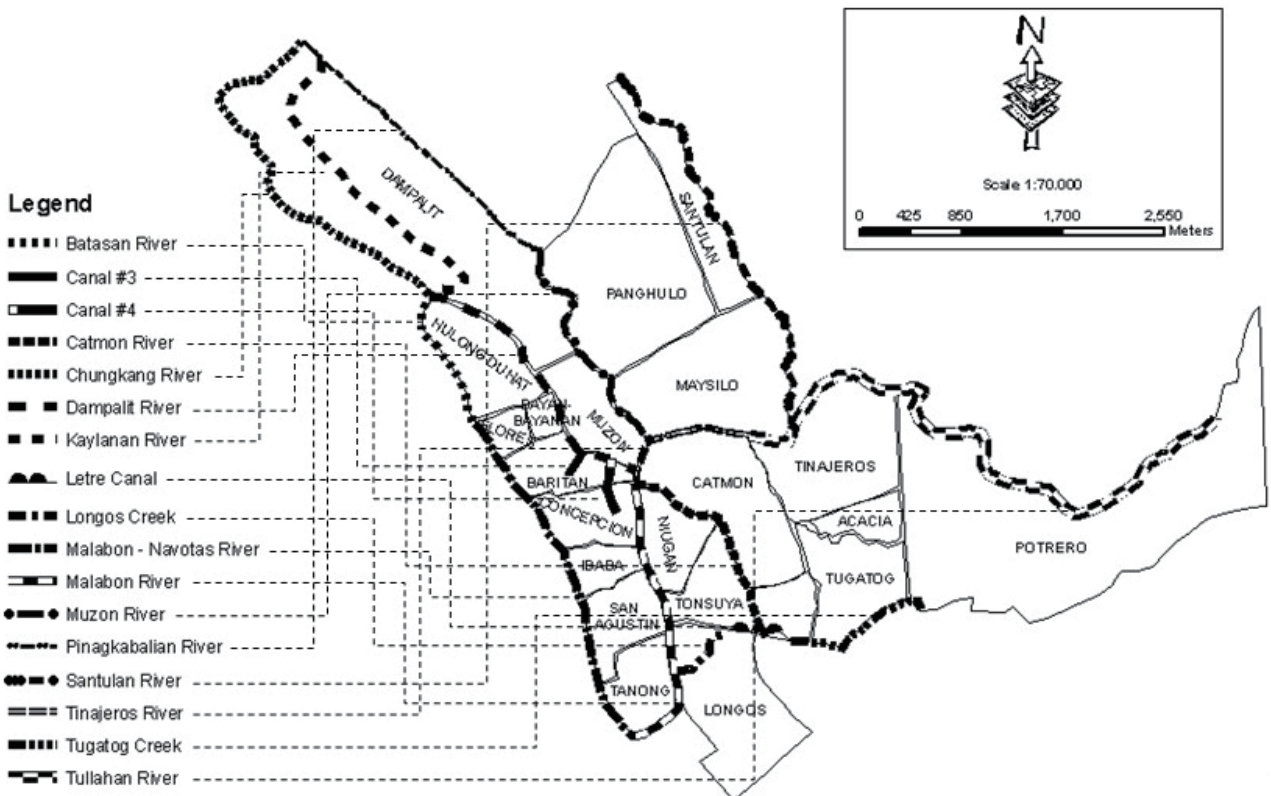 N
Scale 1:70.000
0 425 850 1,700 2,550
Meters
Legend
Batasan River
Canal #3
Canal #4
Catmon River
Chungkang River
Dampalit River
Kaylanan River
Letre Canal
Longos Creek
Malabon - Navotas River
Malabon River
Muzon River
Pinagkabalian River
Santulan River
Tinajeros River
Tugatog Creek
Tullahan River
DAMPALIT
SANTULAN
PANGHULO
HULONG DUHAT
MAYSILO
BAYAN-
BAYANAN
FLORES
MUZON
TINAJEROS
BARITAN
CATMON
CONCEPCION
ACACIA
NIUGAN
POTRERO
IBABA
TUGATOG
SAN
AGUSTIN
TONSUYA
TANONG
LONGOS